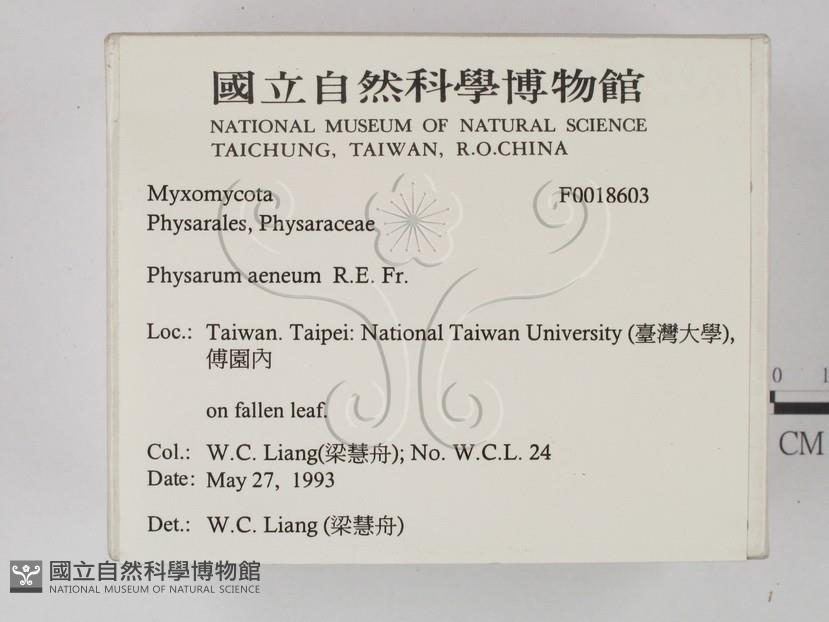 國立自然科學博物館
NATIONAL MUSEUM OF NATURAL SCIENCE
TAICHUNG, TAIWAN, R.O.CHINA
Myxomycota F0018603
Physarales, Physaraceae
Physarum aeneum R.E. Fr.
Loc.: Taiwan. Taipei: National Taiwan University (臺灣大學),
傅園內
on fallen leaf.
Col.: W.C. Liang(梁慧舟); No. W.C.L. 24
Date: May 27, 1993
Det.: W.C. Liang (梁慧舟)
0 1
CM
國立自然科學博物館
NATIONAL MUSEUM OF NATURAL SCIENCE